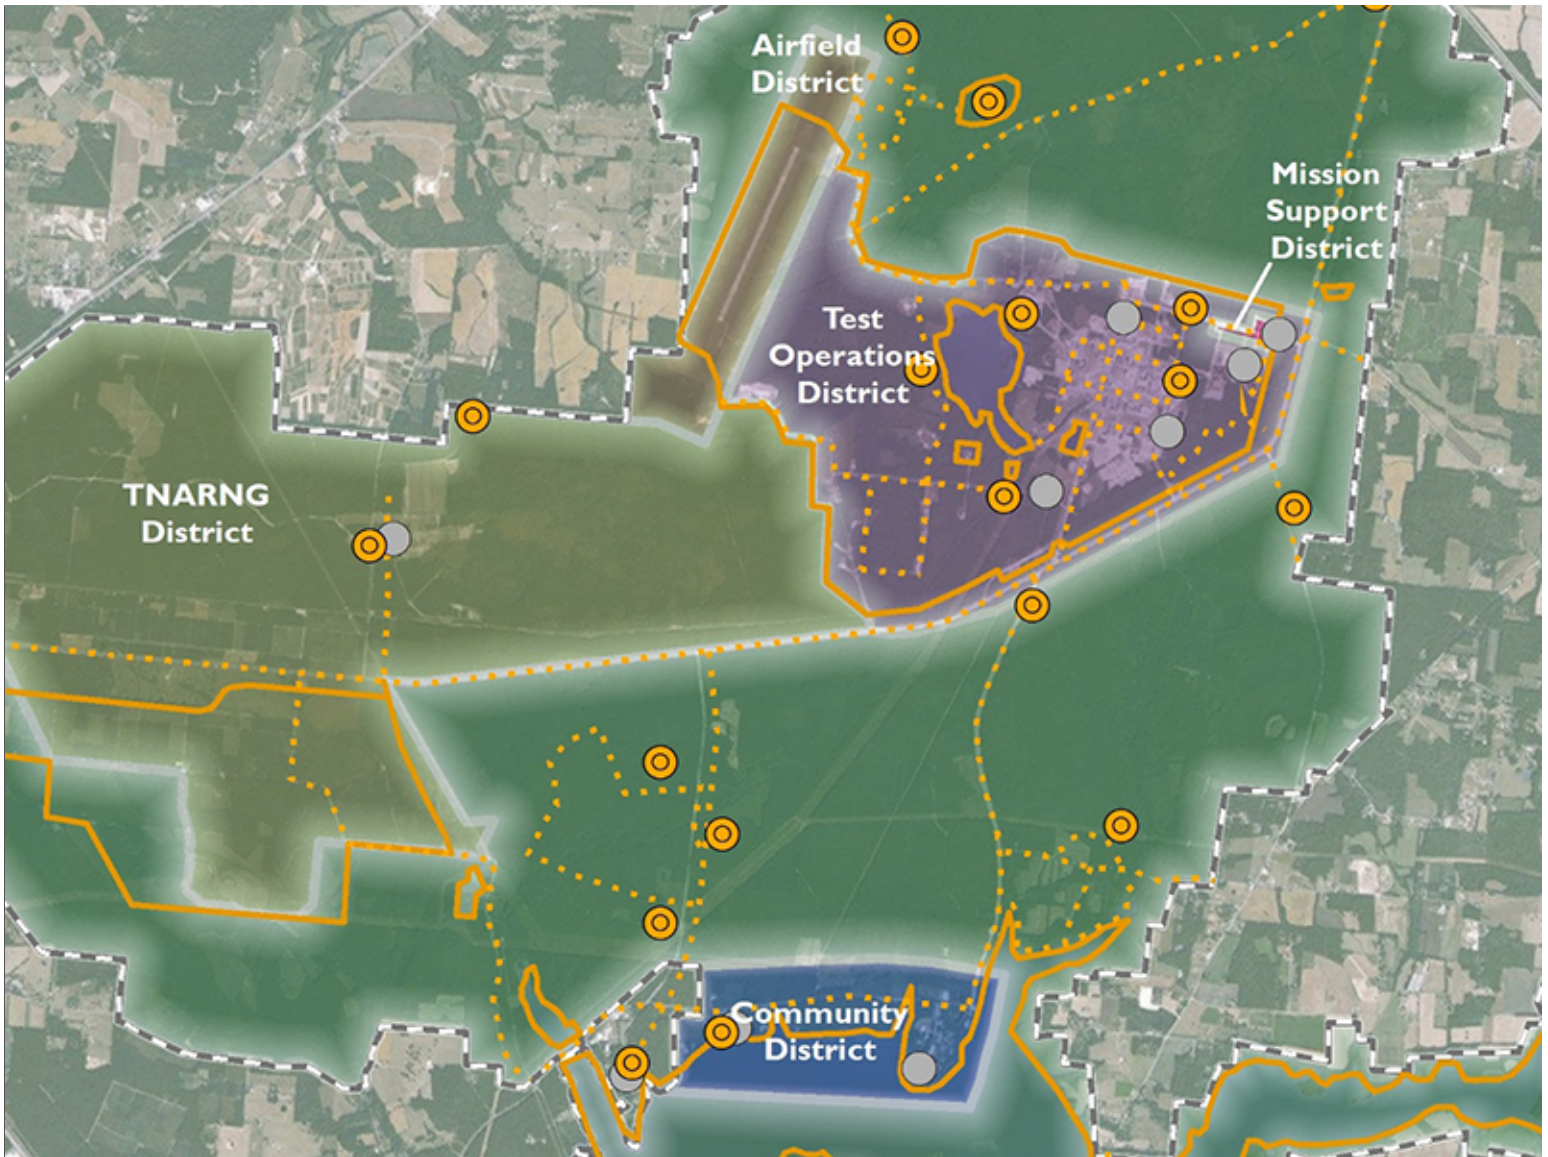 Airfield
District
Mission
Support
District
Test
Operations
District
TNARNG
District
Community
District